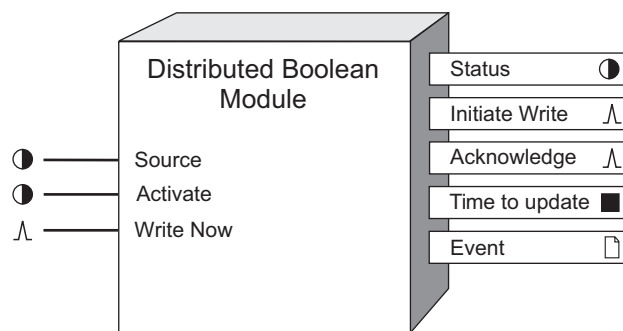 Distributed Boolean
Module
Source
Activate
Write Now
Status
Initiate Write
Acknowledge
Time to update
Event